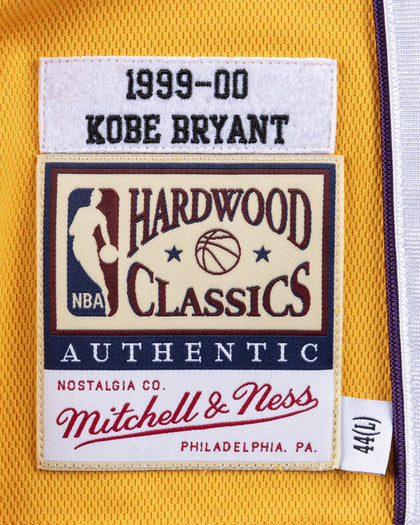 1999-00
KOBE BRYANT
HARDWOOD
CLASSICS
NBA
AUTHENTIC
NOSTALGIA CO.
Mitchell & Ness
PHILADELPHIA, PA.
44(L)